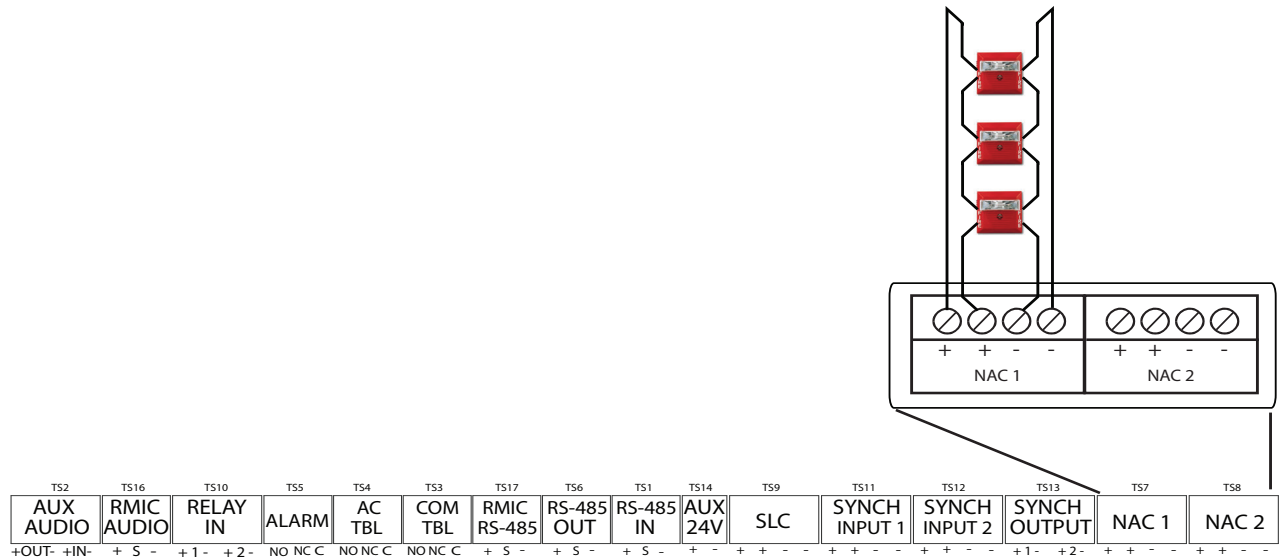 + + - -
NAC 1
+ + - -
NAC 2
TS2 TS16 TS10 TS5 TS4 TS3 TS17 TS6 TS1 TS14 TS9 TS11 TS12 TS13 TS7 TS8
AUX AUDIO
RMIC AUDIO
RELAY IN
ALARM
AC TBL
COM TBL
RMIC RS-485
RS-485 OUT
RS-485 IN
AUX 24V
SLC
SYNCH INPUT 1
SYNCH INPUT 2
SYNCH OUTPUT
NAC 1
NAC 2
+OUT- +IN- + S - + 1 - + 2 - NO NC C NO NC C NO NC C + S - + S - + S - + - + + - - + + - - + + - - +1- +2- + + - - + + - -